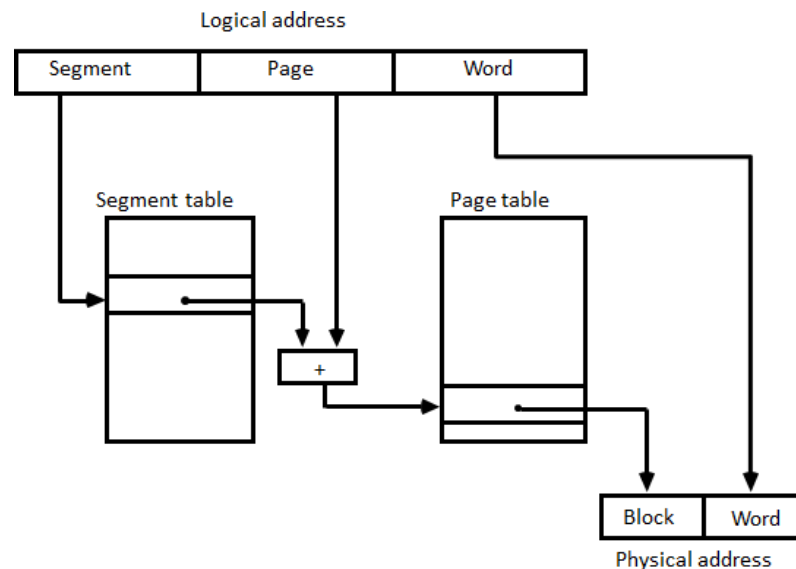 Logical address
Segment Page Word
Segment table Page table
+
Block Word
Physical address